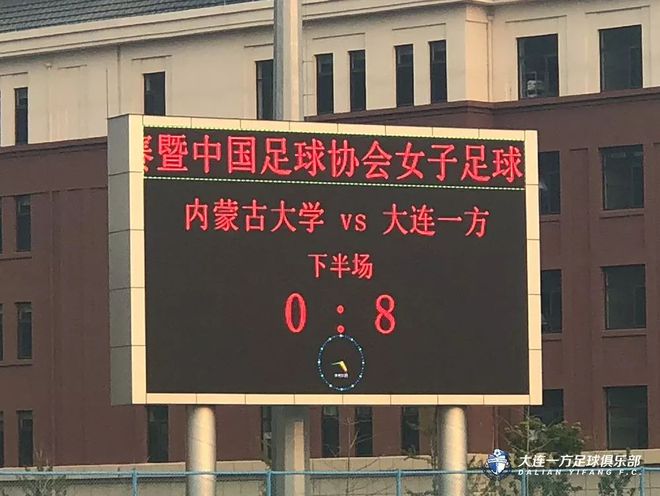 赛暨中国足球协会女子足球
内蒙古大学 vs 大连一方
下半场
0 : 8
大连一方足球俱乐部
DALIAN YIFANG F.C.